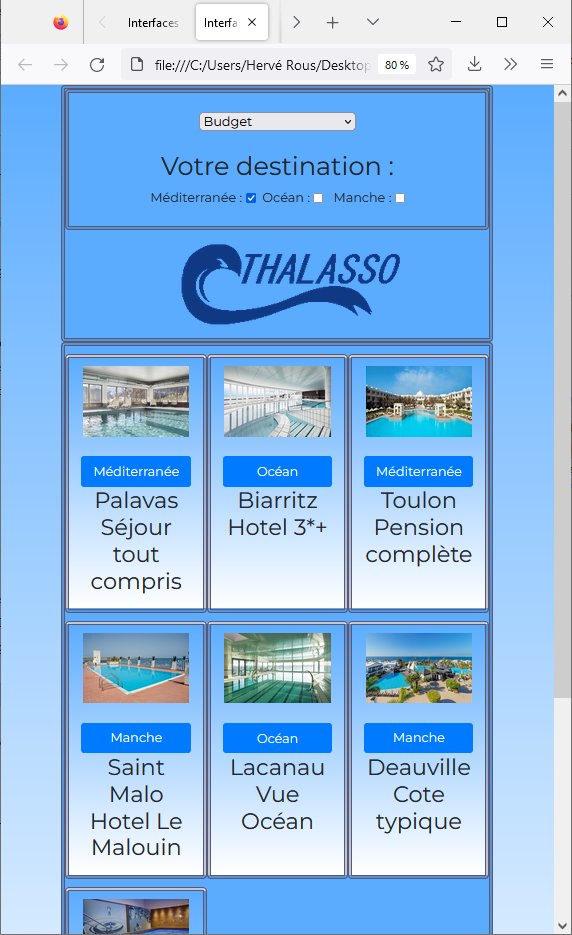 Interfaces
Interfa
file:///C:/Users/Hervé Rous/Desktop
80 %
Budget
Votre destination :
Méditerranée : Océan : Manche :
THALASSO
Méditerranée
Océan
Méditerranée
Palavas
Séjour
tout
compris
Biarritz
Hotel 3*+
Toulon
Pension
complète
Manche
Océan
Manche
Saint
Malo
Hotel Le
Malouin
Lacanau
Vue
Océan
Deauville
Cote
typique